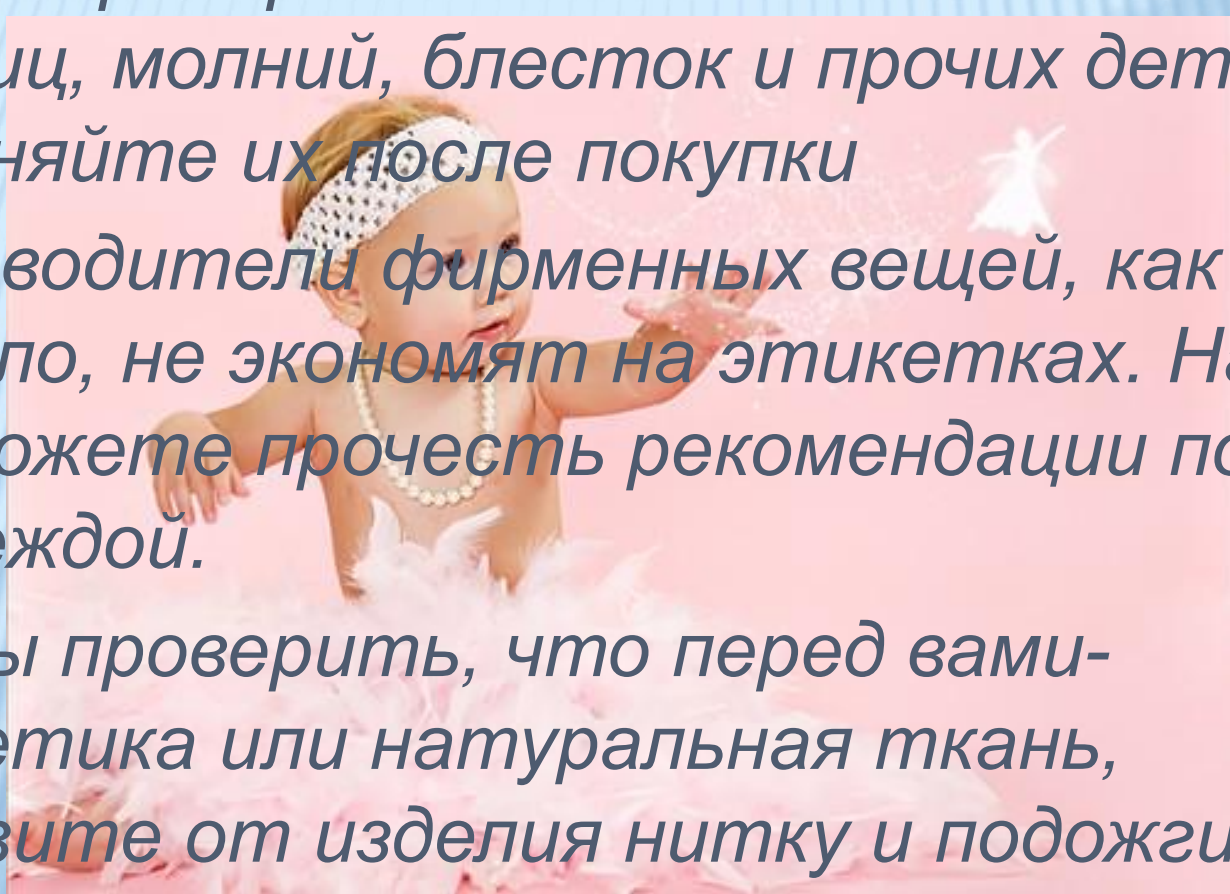 иц, молний, блесток и прочих дет
няйте их после покупки
водители фирменных вещей, как
ло, не экономят на этикетках. На
ожете прочесть рекомендации по
еждой.
ы проверить, что перед вами-
етика или натуральная ткань,
вите от изделия нитку и подожги